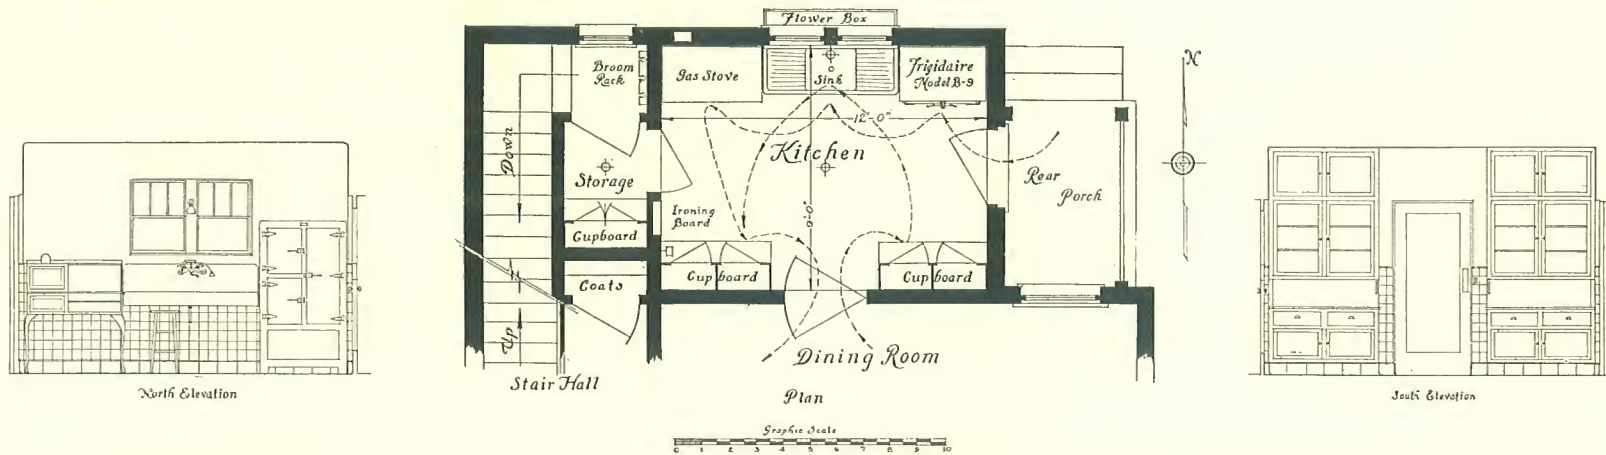 Flower Box
Broom
Rack
Gas Stove
Sink
Frigidaire
Model B-9
12'-0"
Down
Kitchen
Storage
Rear
Porch
N
Ironing
Board
9'-0"
Cupboard
Cupboard
Cupboard
Coats
Up
Dining Room
Stair Hall
Plan
North Elevation
South Elevation
Graphic Scale
0 1 2 3 4 5 6 7 8 9 10